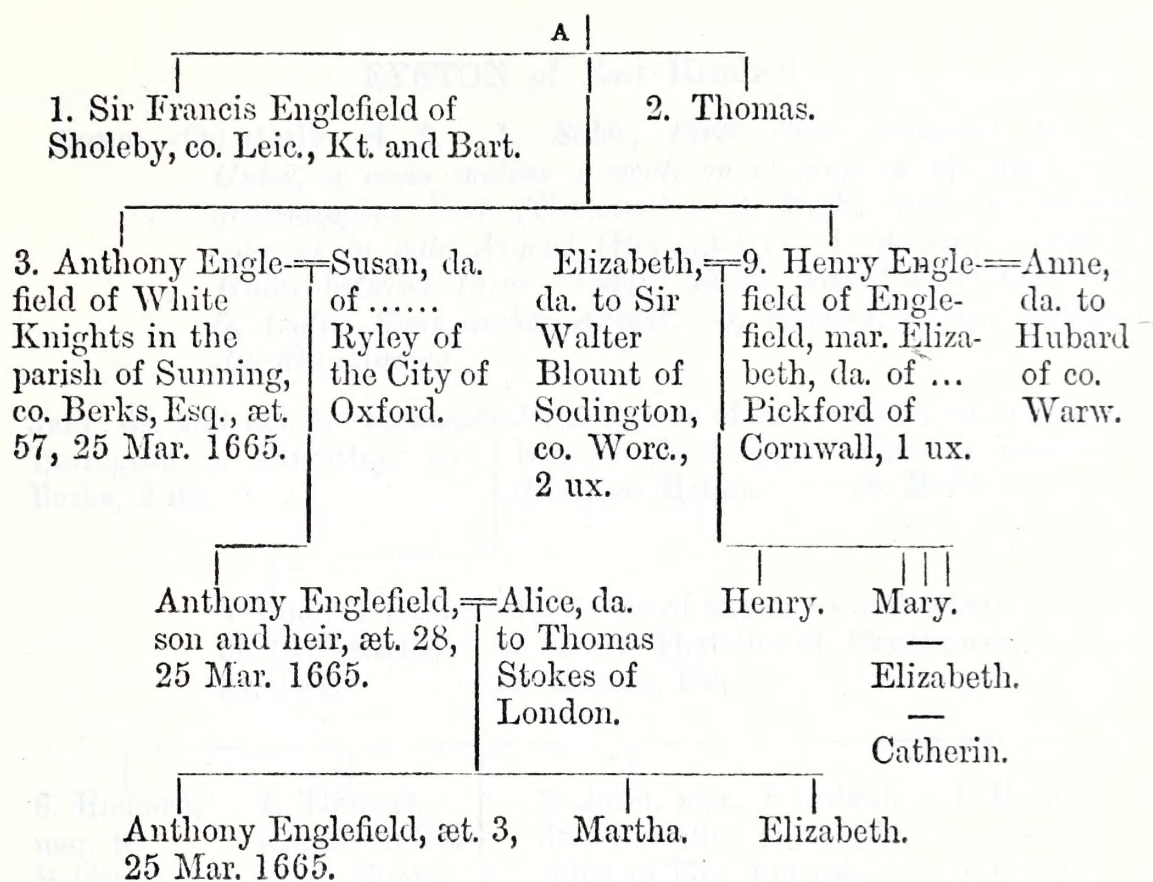 A
1. Sir Francis Englefield of
Sholeby, co. Leic., Kt. and Bart.
2. Thomas.
3. Anthony Engle-
field of White
Knights in the
parish of Sunning,
co. Berks, Esq., æt.
57, 25 Mar. 1665.
Susan, da.
of ......
Ryley of
the City of
Oxford.
Elizabeth,
da. to Sir
Walter
Blount of
Sodington,
co. Worc.,
2 ux.
9. Henry Engle-
field of Engle-
field, mar. Eliza-
beth, da. of ...
Pickford of
Cornwall, 1 ux.
Anne,
da. to
Hubard
of co.
Warw.
Anthony Englefield,
son and heir, æt. 28,
25 Mar. 1665.
Alice, da.
to Thomas
Stokes of
London.
Henry.
Mary.
Elizabeth.
Catherin.
Anthony Englefield, æt. 3,
25 Mar. 1665.
Martha.
Elizabeth.